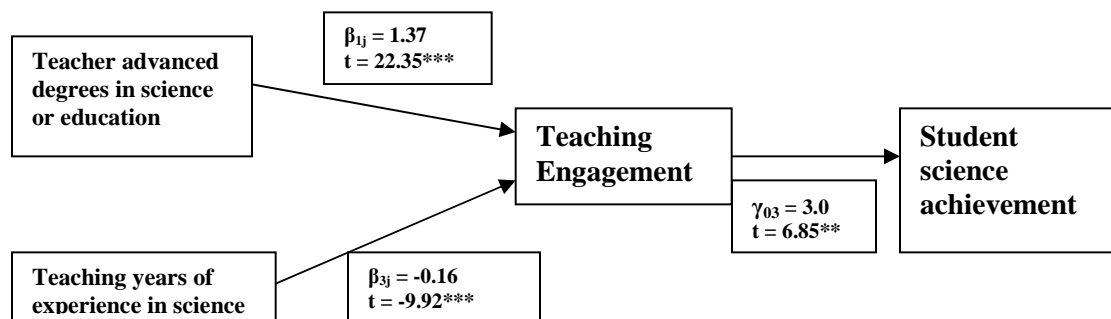 β1j = 1.37
t = 22.35***
Teacher advanced
degrees in science
or education
Teaching
Engagement
Student
science
achievement
γ03 = 3.0
t = 6.85**
Teaching years of
experience in science
β3j = -0.16
t = -9.92***